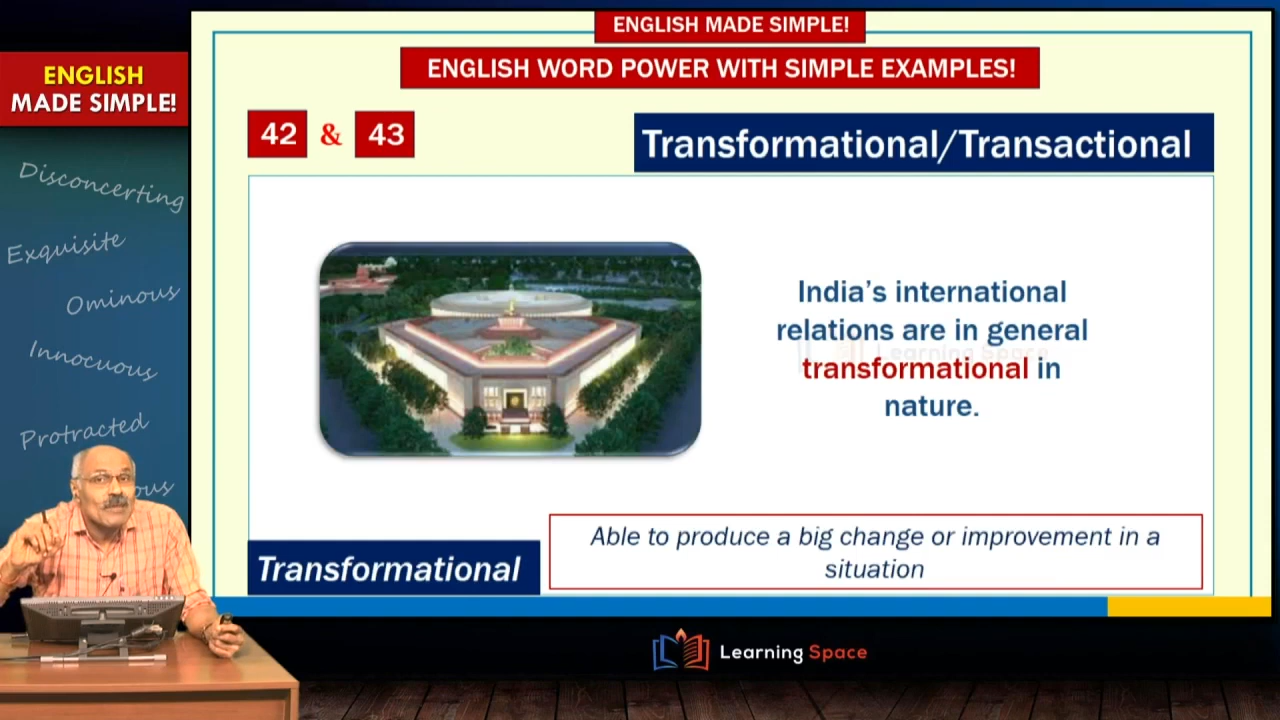 ENGLISH MADE SIMPLE!
ENGLISH WORD POWER WITH SIMPLE EXAMPLES!
ENGLISH
MADE SIMPLE!
42 & 43
Transformational/Transactional
Disconcerting
Exquisite
Ominous
Innocuous
Protracted
India's international
relations are in general
transformational in
nature.
Learning Space
Able to produce a big change or improvement in a
situation
Transformational
Learning Space